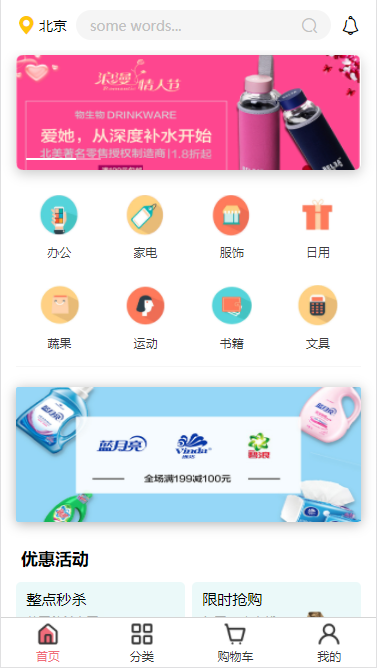 北京
some words...
浪漫情人节
Romantic
物生物 DRINKWARE
爱她，从深度补水开始
北美著名零售授权制造商 | 1.8折起
办公
家电
服饰
日用
蔬果
运动
书籍
文具
蓝月亮
Vinda
维达
碧浪
全场满199减100元
优惠活动
整点秒杀
限时抢购
首页
分类
购物车
我的